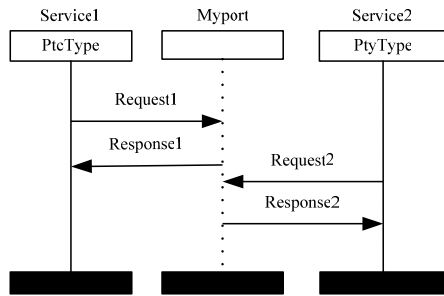 Service1 Myport Service2
PtcType PtyType
Request1
Response1
Request2
Response2